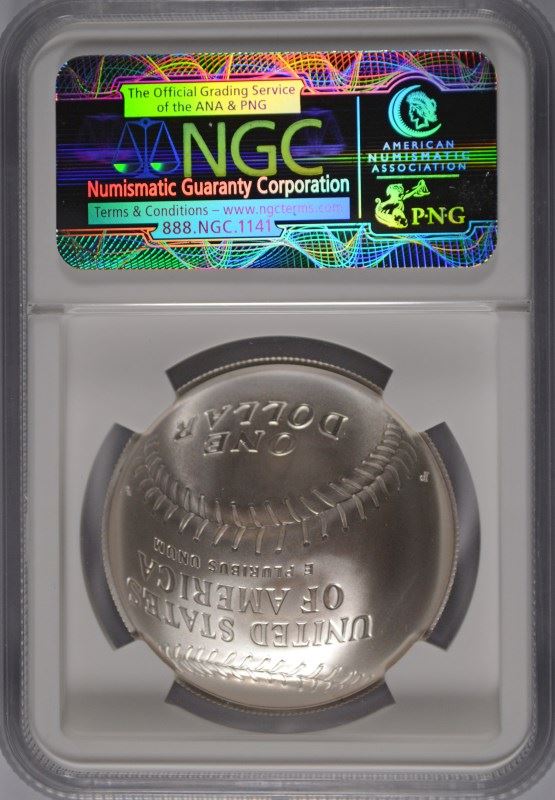 The Official Grading Service
of the ANA & PNG
NGC
Numismatic Guaranty Corporation
Terms & Conditions – www.ngcterms.com
888.NGC.1141
AMERICAN
NUMISMATIC
ASSOCIATION
P·N·G
UNITED STATES
OF AMERICA
E PLURIBUS UNUM
ONE
DOLLAR
P